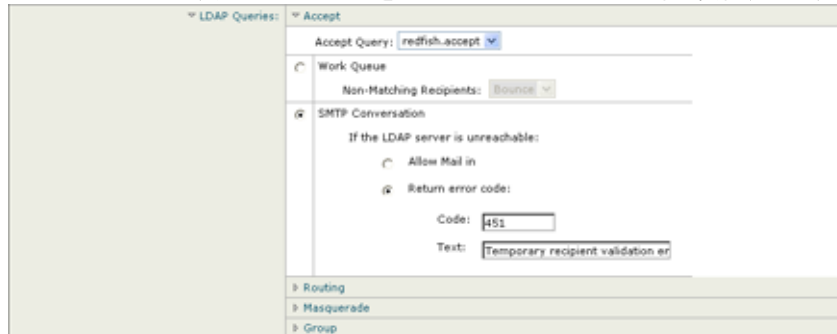 LDAP Queries:
Accept
Accept Query: redfish.accept
Work Queue
Non-Matching Recipients: Bounce
SMTP Conversation
If the LDAP server is unreachable:
Allow Mail in
Return error code:
Code: 451
Text: Temporary recipient validation er
Routing
Masquerade
Group